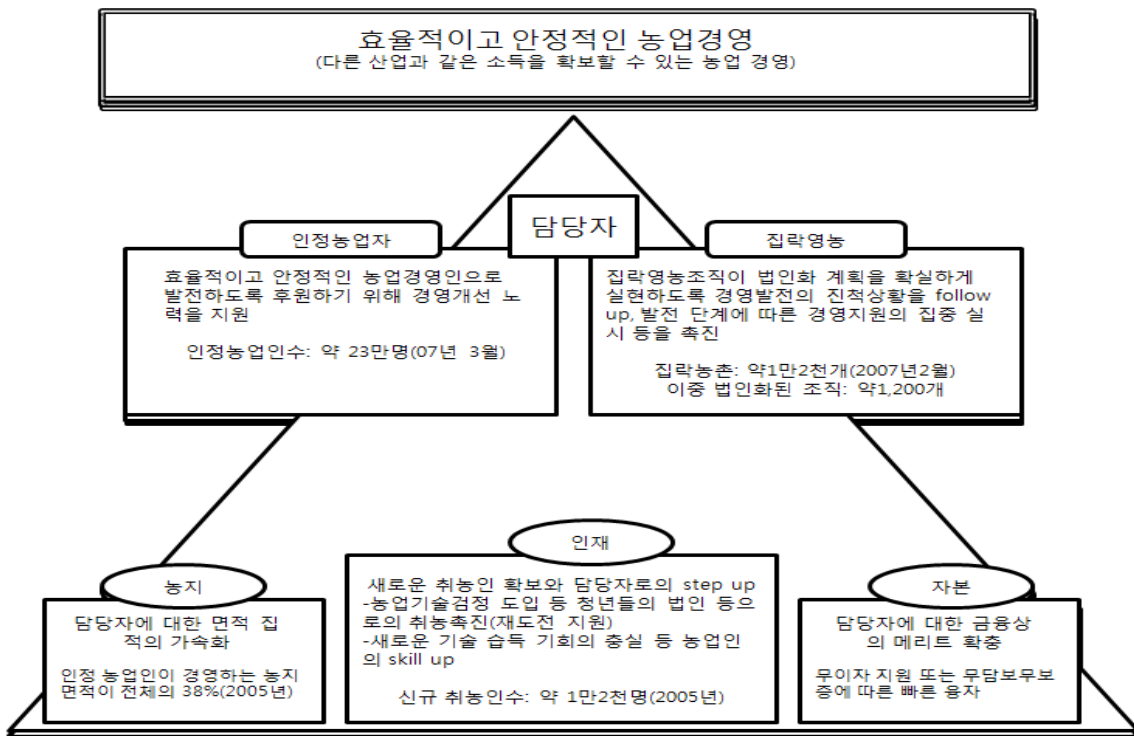 효율적이고 안정적인 농업경영
(다른 산업과 같은 소득을 확보할 수 있는 농업 경영)
담당자
인정농업자
효율적이고 안정적인 농업경영인으로
발전하도록 후원하기 위해 경영개선 노
력을 지원
인정농업인수: 약 23만명(07년 3월)
집락영농
집락영농조직이 법인화 계획을 확실하게
실현하도록 경영발전의 진척상황을 follow
up, 발전 단계에 따른 경영지원의 집중 실
시 등을 촉진
집락농촌: 약1만2천개(2007년2월)
이중 법인화된 조직: 약1,200개
농지
담당자에 대한 면적 집
적의 가속화
인정 농업인이 경영하는 농지
면적이 전체의 38%(2005년)
인재
새로운 취농인 확보와 담당자로의 step up
-농업기술검정 도입 등 청년들의 법인 등으
로의 취농촉진(재도전 지원)
-새로운 기술 습득 기회의 충실 등 농업인
의 skill up
신규 취농인수: 약 1만2천명(2005년)
자본
담당자에 대한 금융상
의 메리트 확충
무이자 지원 또는 무담보무보
증에 따른 빠른 융자